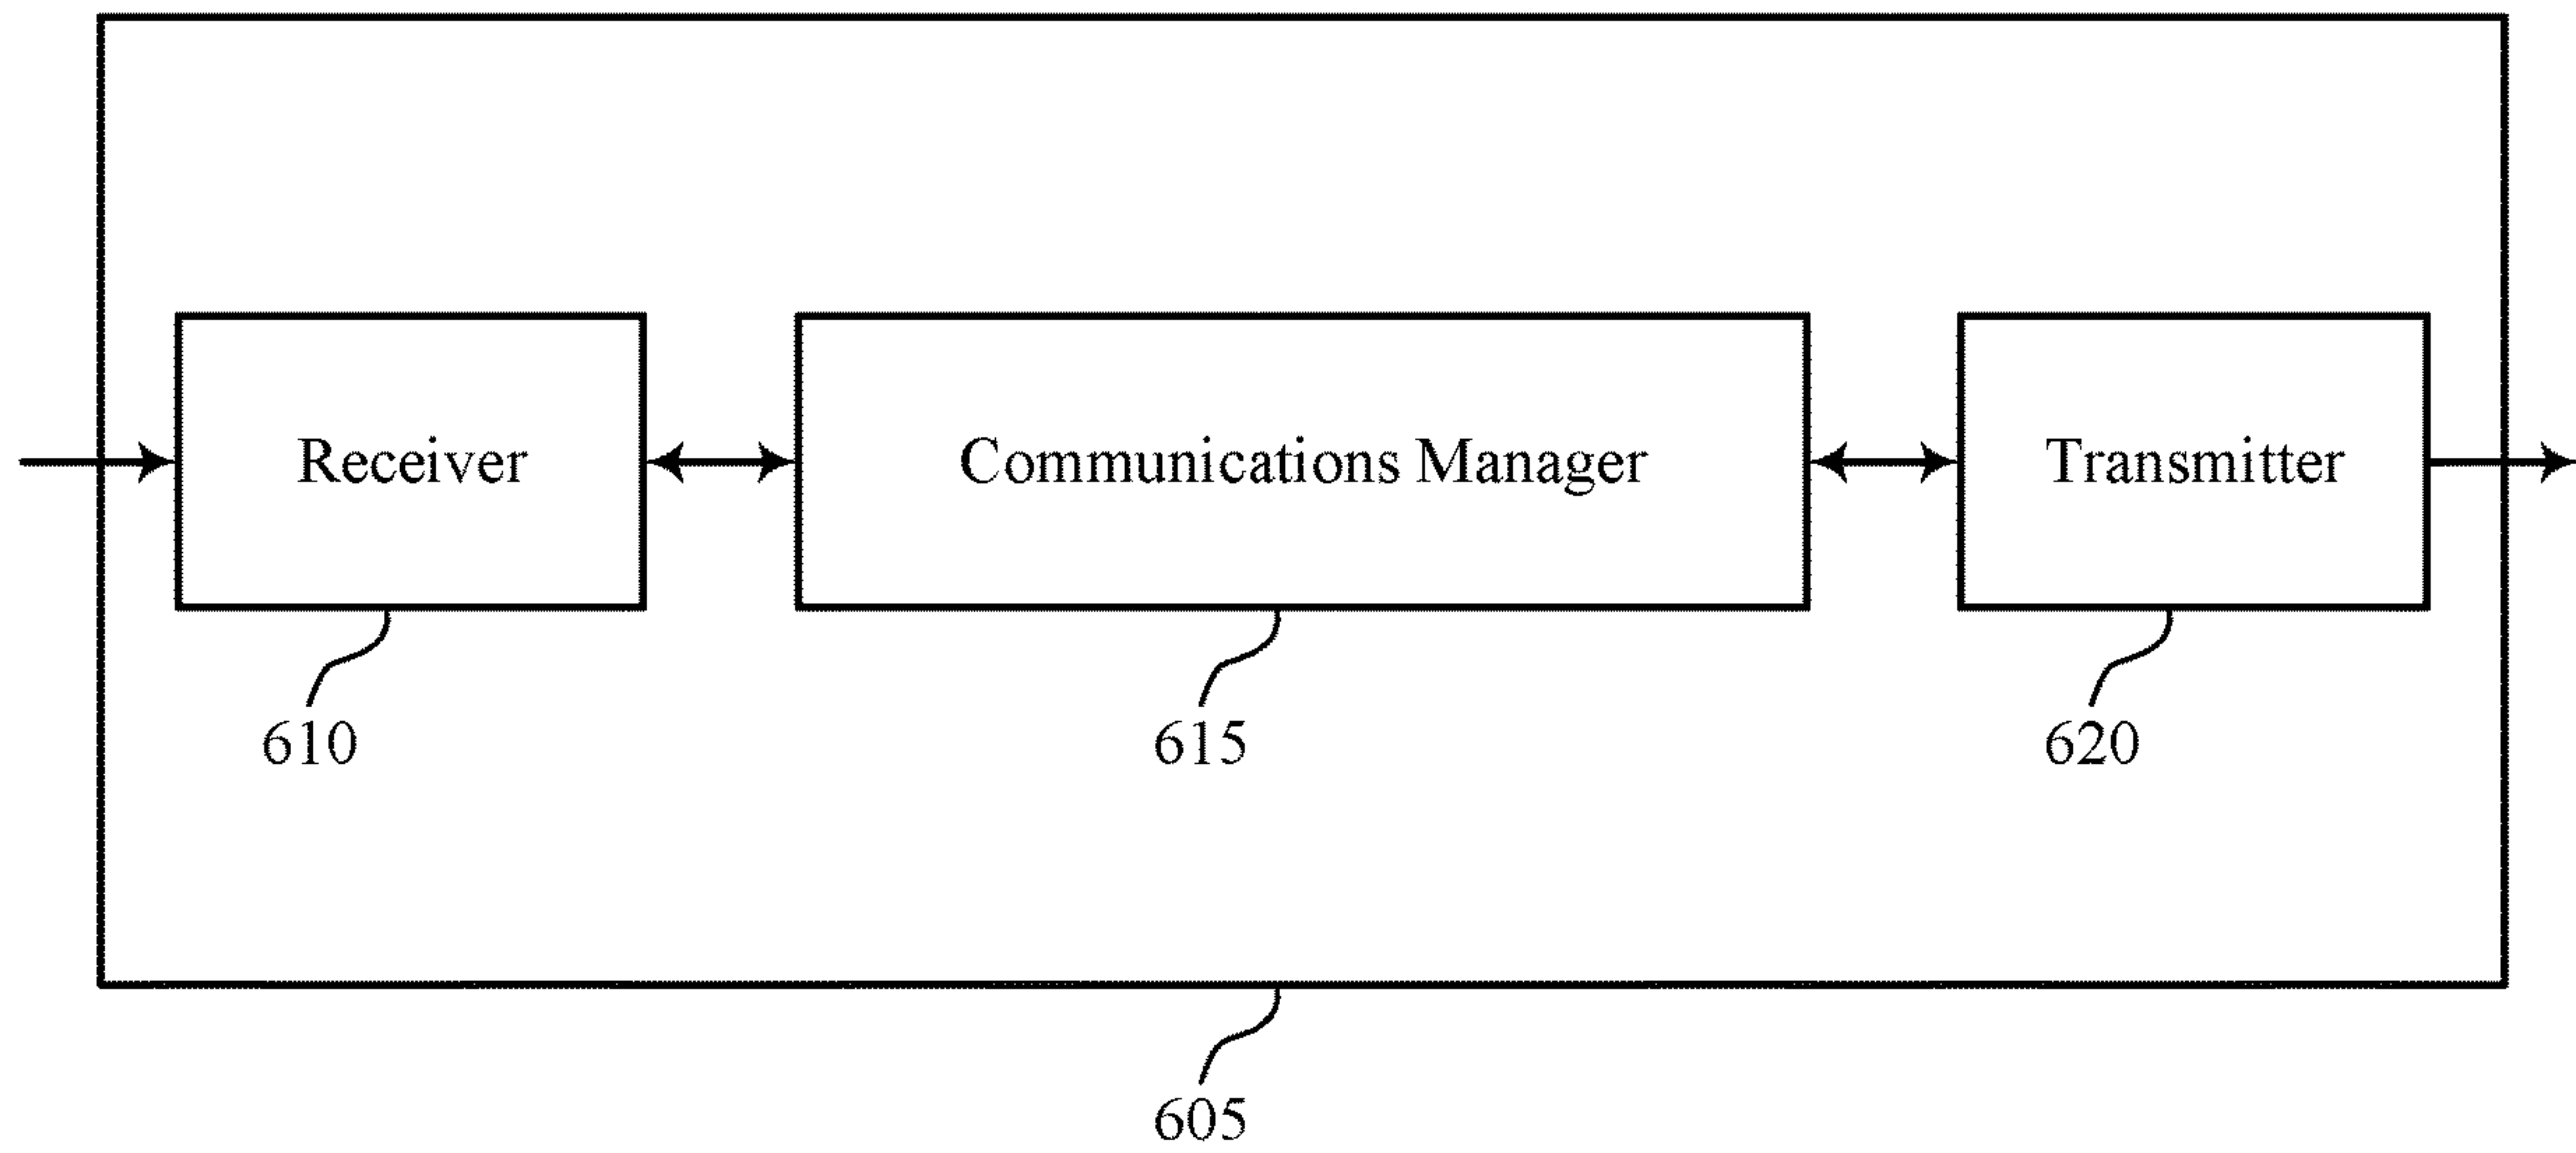 Receiver
Communications Manager
Transmitter
610
615
620
605